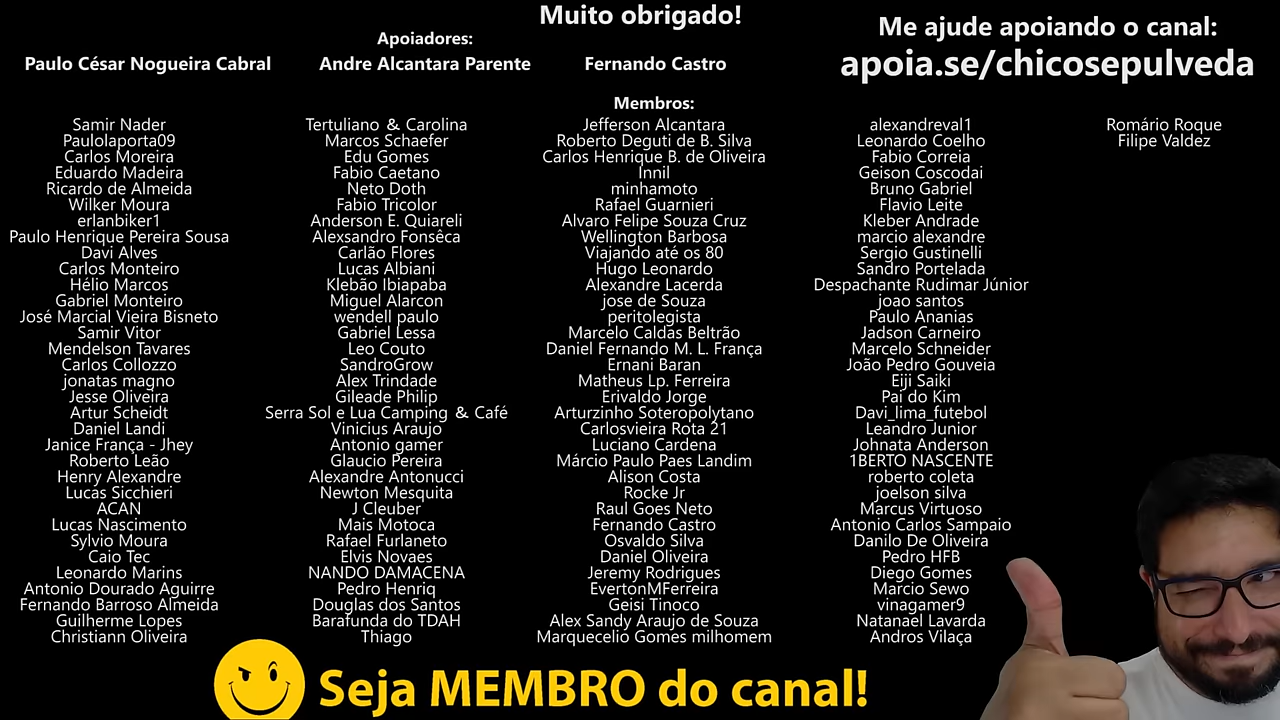 Muito obrigado!
Me ajude apoiando o canal:
apoia.se/chicosepulveda
Apoiadores:
Paulo César Nogueira Cabral
Andre Alcantara Parente
Fernando Castro
Membros:
Samir Nader
Paulolaporta09
Carlos Moreira
Eduardo Madeira
Ricardo de Almeida
Wilker Moura
erlanbiker1
Paulo Henrique Pereira Sousa
Davi Alves
Carlos Monteiro
Hélio Marcos
Gabriel Monteiro
José Marcial Vieira Bisneto
Samir Vitor
Mendelson Tavares
Carlos Collozzo
jonatas magno
Jesse Oliveira
Artur Scheidt
Daniel Landi
Janice França - Jhey
Roberto Leão
Henry Alexandre
Lucas Sicchieri
ACAN
Lucas Nascimento
Sylvio Moura
Caio Tec
Leonardo Marins
Antonio Dourado Aguirre
Fernando Barroso Almeida
Guilherme Lopes
Christiann Oliveira
Tertuliano & Carolina
Marcos Schaefer
Edu Gomes
Fabio Caetano
Neto Doth
Fabio Tricolor
Anderson E. Quiareli
Alexsandro Fonsêca
Carlão Flores
Lucas Albiani
Klebão Ibiapaba
Miguel Alarcon
wendell paulo
Gabriel Lessa
Leo Couto
SandroGrow
Alex Trindade
Gileade Philip
Serra Sol e Lua Camping & Café
Vinicius Araujo
Antonio gamer
Glaucio Pereira
Alexandre Antonucci
Newton Mesquita
J Cleuber
Mais Motoca
Rafael Furlaneto
Elvis Novaes
NANDO DAMACENA
Pedro Henriq
Douglas dos Santos
Barafunda do TDAH
Thiago
Jefferson Alcantara
Roberto Deguti de B. Silva
Carlos Henrique B. de Oliveira
Innil
minhamoto
Rafael Guarnieri
Alvaro Felipe Souza Cruz
Wellington Barbosa
Viajando até os 80
Hugo Leonardo
Alexandre Lacerda
jose de Souza
peritolegista
Marcelo Caldas Beltrão
Daniel Fernando M. L. França
Ernani Baran
Matheus Lp. Ferreira
Erivaldo Jorge
Arturzinho Soteropolytano
Carlosvieira Rota 21
Luciano Cardena
Márcio Paulo Paes Landim
Alison Costa
Rocke Jr
Raul Goes Neto
Fernando Castro
Osvaldo Silva
Daniel Oliveira
Jeremy Rodrigues
EvertonMFerreira
Geisi Tinoco
Alex Sandy Araujo de Souza
Marquecelio Gomes milhomem
alexandreval1
Leonardo Coelho
Fabio Correia
Geison Coscodai
Bruno Gabriel
Flavio Leite
Kleber Andrade
marcio alexandre
Sergio Gustinelli
Sandro Portelada
Despachante Rudimar Júnior
joao santos
Paulo Ananias
Jadson Carneiro
Marcelo Schneider
João Pedro Gouveia
Eiji Saiki
Pai do Kim
Davi_lima_futebol
Leandro Junior
Johnata Anderson
1BERTO NASCENTE
roberto coleta
joelson silva
Marcus Virtuoso
Antonio Carlos Sampaio
Danilo De Oliveira
Pedro HFB
Diego Gomes
Marcio Sewo
vinagamer9
Natanael Lavarda
Andros Vilaça
Romário Roque
Filipe Valdez
Seja MEMBRO do canal!